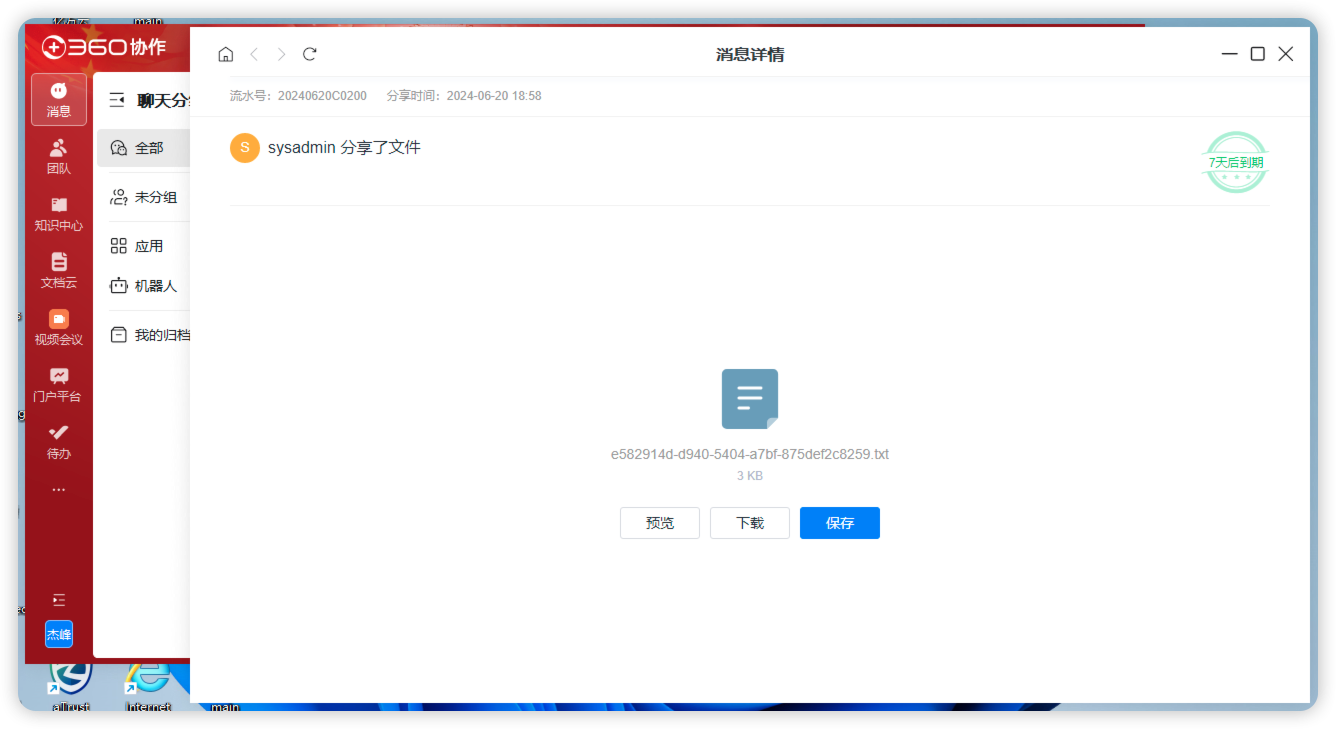 main
360协作
消息
团队
知识中心
文档云
视频会议
门户平台
待办
...
杰峰
聊天分
全部
未分组
应用
机器人
我的归档
消息详情
流水号：20240620C0200 分享时间：2024-06-20 18:58
S sysadmin 分享了文件
7天后到期
e582914d-d940-5404-a7bf-875def2c8259.txt
3 KB
预览 下载 保存
aTrust Internet main